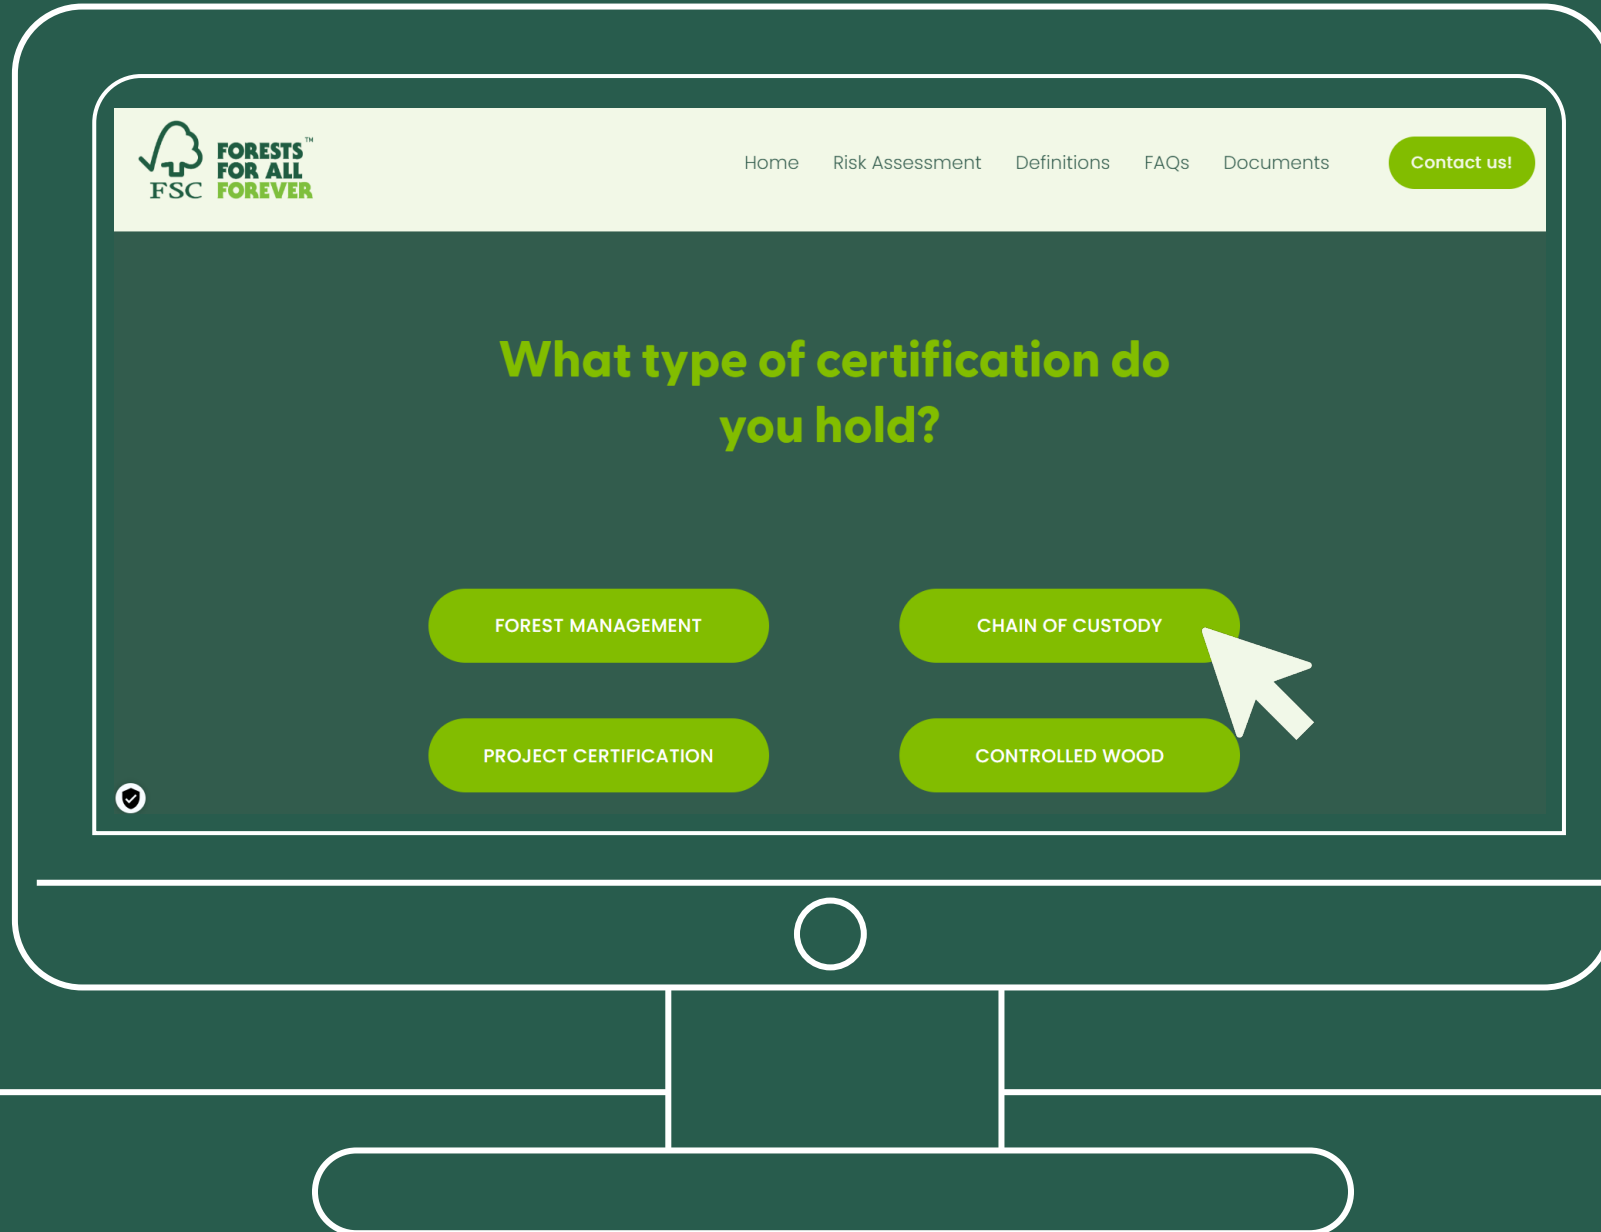 FSC
FORESTS™
FOR ALL
FOREVER
Home Risk Assessment Definitions FAQs Documents Contact us!
What type of certification do
you hold?
FOREST MANAGEMENT CHAIN OF CUSTODY
PROJECT CERTIFICATION CONTROLLED WOOD